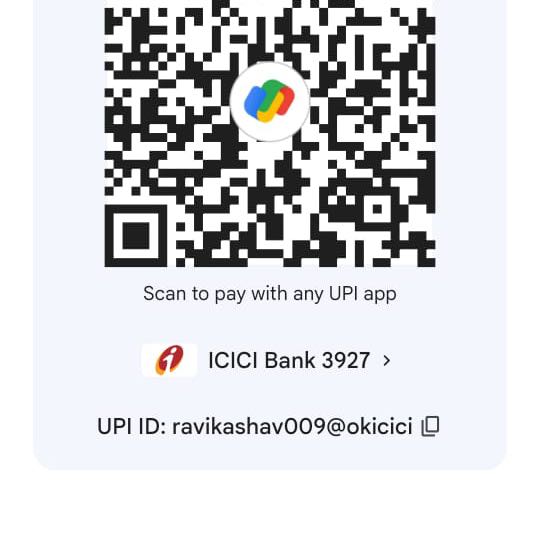 Scan to pay with any UPI app
ICICI Bank 3927
UPI ID: ravikashav009@okicici